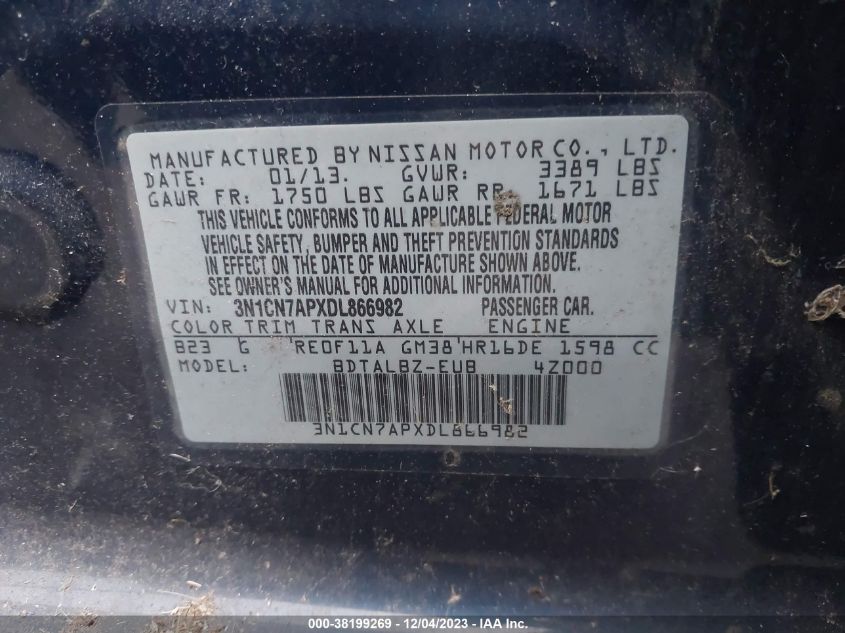 MANUFACTURED BY NISSAN MOTOR CO., LTD.
DATE: 01/13. GVWR: 3389 LBS
GAWR FR: 1750 LBS GAWR RR 1671 LBS
THIS VEHICLE CONFORMS TO ALL APPLICABLE FEDERAL MOTOR
VEHICLE SAFETY, BUMPER AND THEFT PREVENTION STANDARDS
IN EFFECT ON THE DATE OF MANUFACTURE SHOWN ABOVE.
SEE OWNER'S MANUAL FOR ADDITIONAL INFORMATION.
VIN: 3N1CN7APXDL866982 PASSENGER CAR.
COLOR TRIM TRANS AXLE ENGINE
B23 G RE0F11A GM38 HR16DE 1598 CC
MODEL: BDTALBZ-EUB 4Z000
3N1CN7APXDL866982
000-38199269 - 12/04/2023 - IAA Inc.